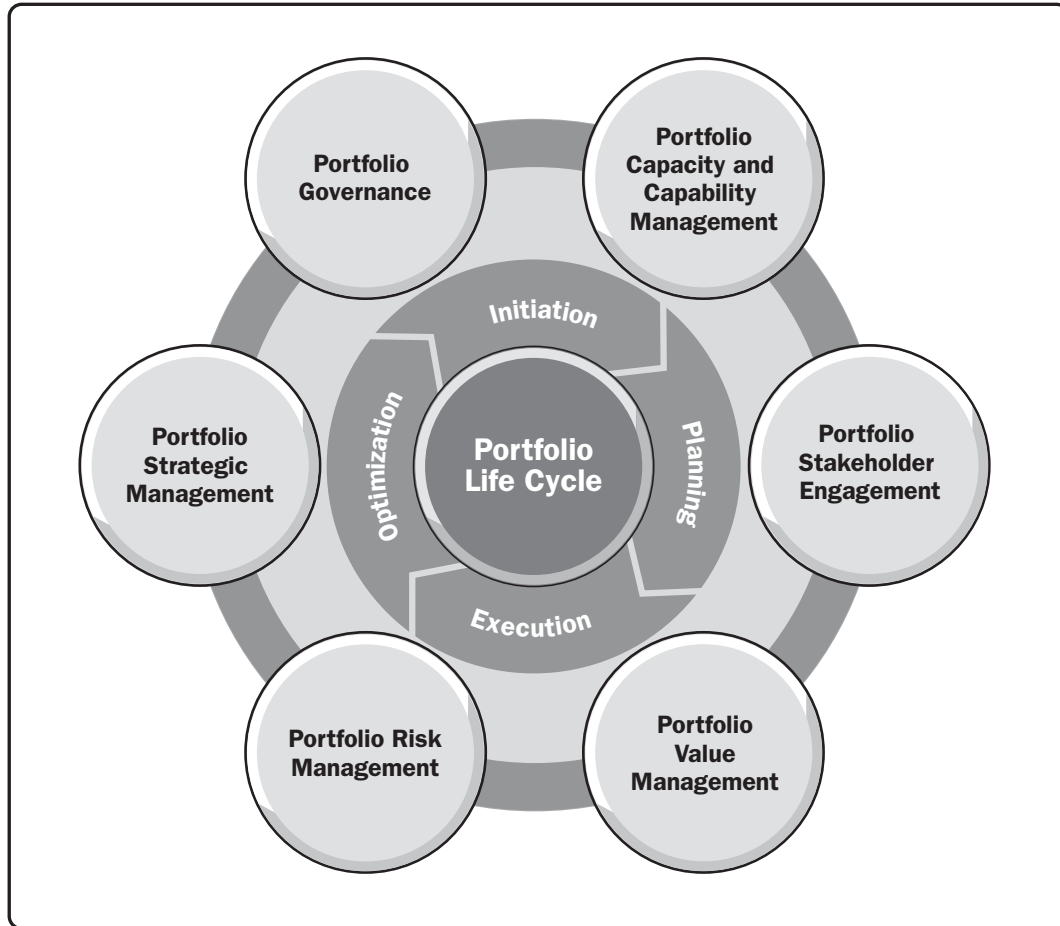 Portfolio
Governance
Portfolio
Capacity and
Capability
Management
Initiation
Portfolio
Strategic
Management
Optimization
Portfolio
Life Cycle
Planning
Portfolio
Stakeholder
Engagement
Execution
Portfolio Risk
Management
Portfolio
Value
Management